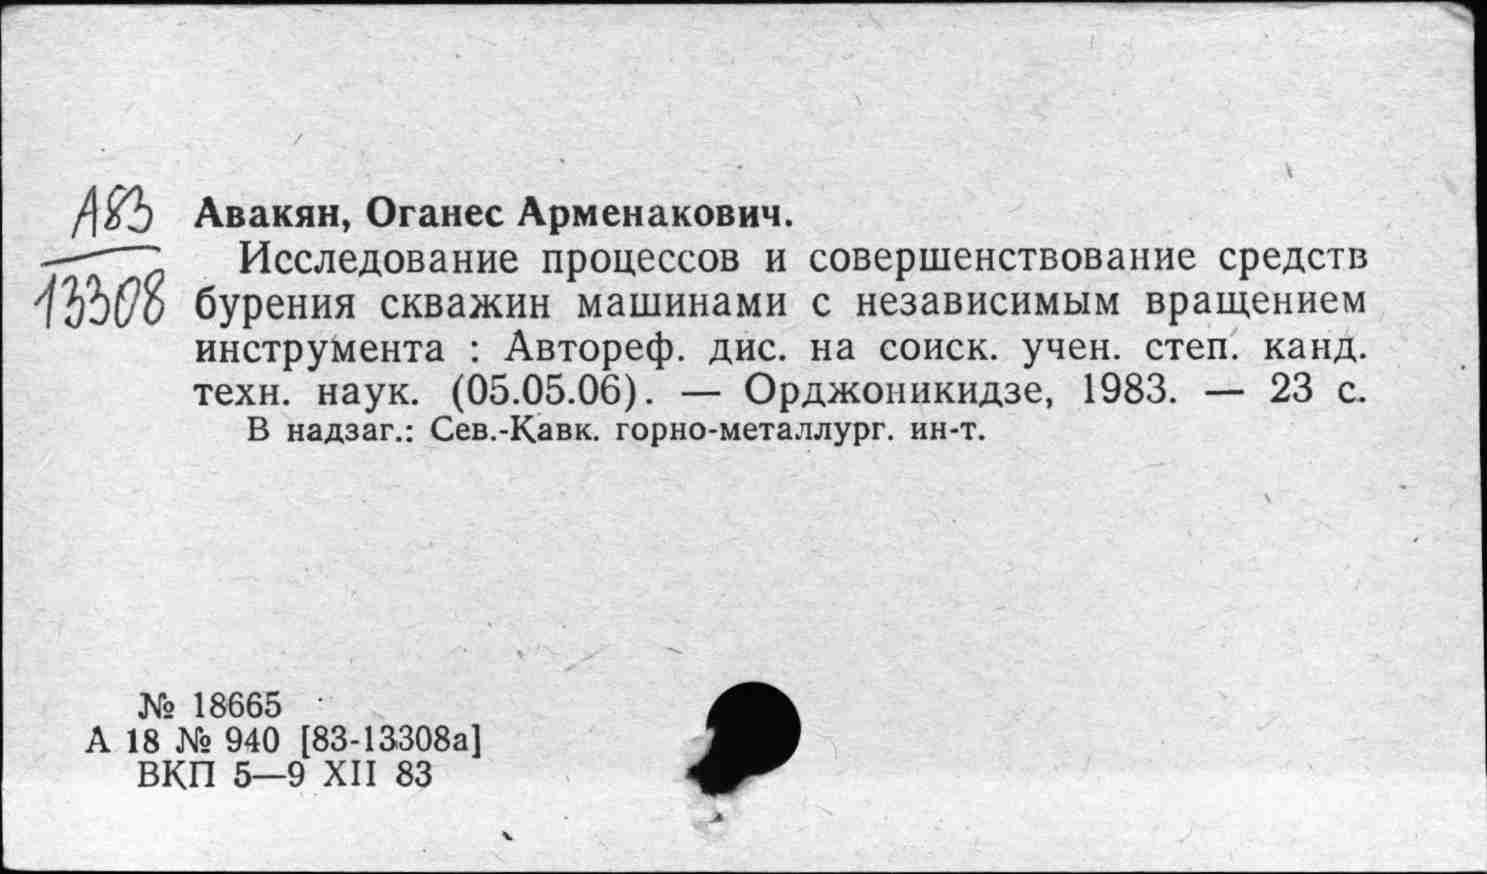 А83
13308
Авакян, Оганес Арменакович.
Исследование процессов и совершенствование средств
бурения скважин машинами с независимым вращением
инструмента : Автореф. дис. на соиск. учен. степ. канд.
техн. наук. (05.05.06). — Орджоникидзе, 1983. — 23 с.
В надзаг.: Сев.-Кавк. горно-металлург. ин-т.
№ 18665
А 18 № 940 [83-13308а]
ВКП 5—9 XII 83